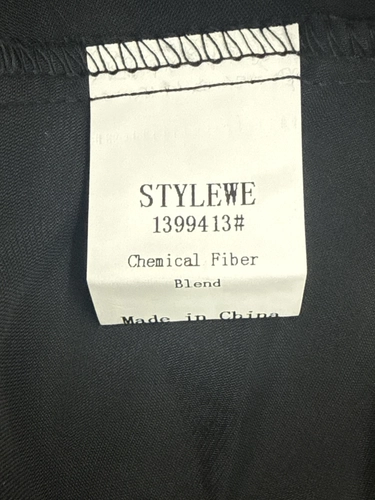 STYLEWE
1399413#
Chemical Fiber
Blend
Made in China